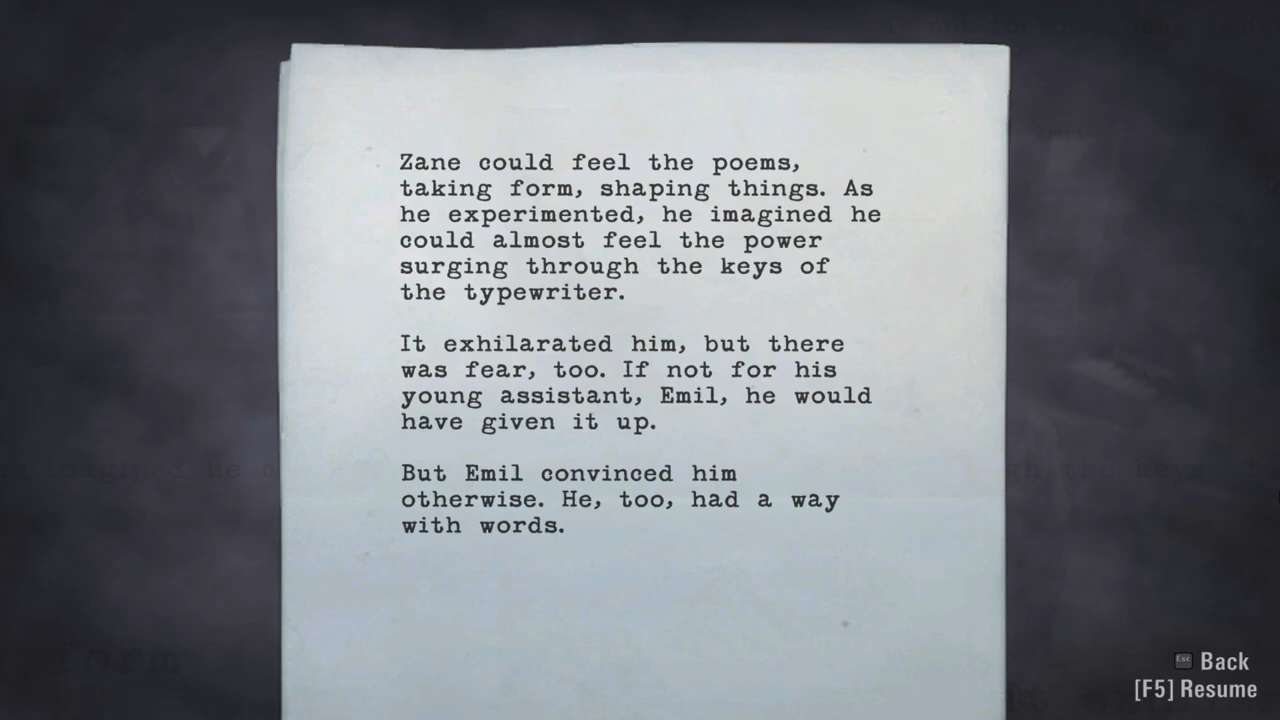 Zane could feel the poems,
taking form, shaping things. As
he experimented, he imagined he
could almost feel the power
surging through the keys of
the typewriter.
It exhilarated him, but there
was fear, too. If not for his
young assistant, Emil, he would
have given it up.
But Emil convinced him
otherwise. He, too, had a way
with words.
form
Esc Back
[F5] Resume